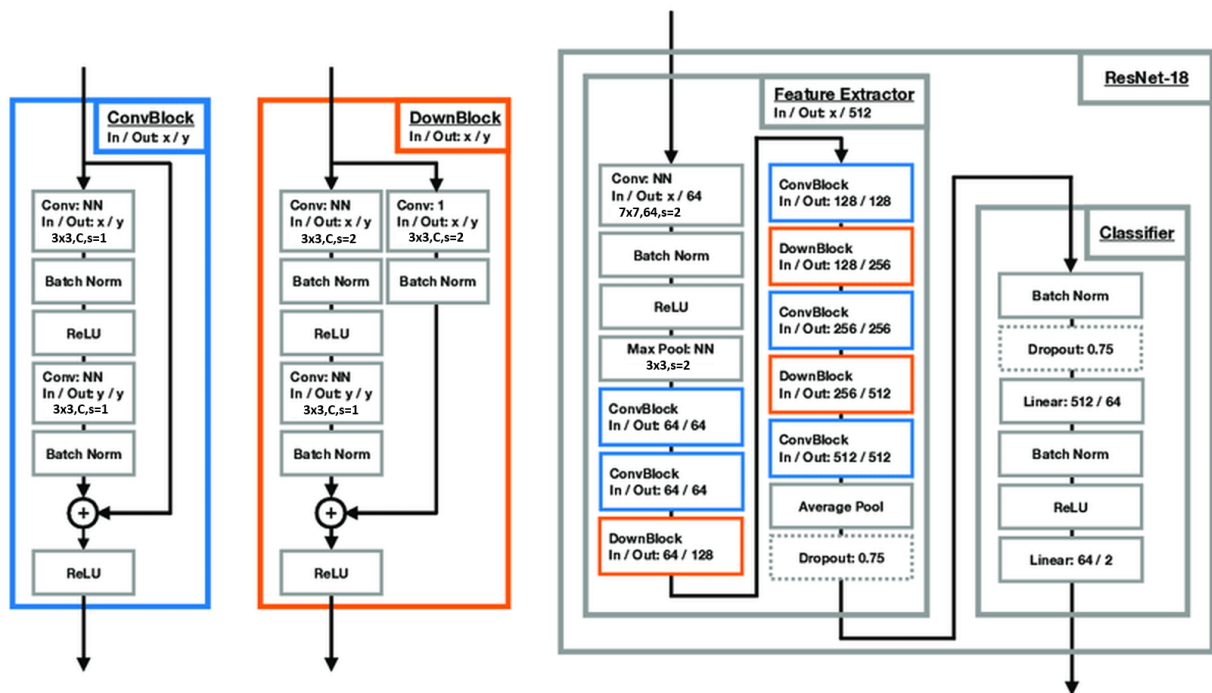 ConvBlock
In / Out: x / y
Conv: NN
In / Out: x / y
3x3,C,s=1
Batch Norm
ReLU
Conv: NN
In / Out: y / y
3x3,C,s=1
Batch Norm
+
ReLU
DownBlock
In / Out: x / y
Conv: NN
In / Out: x / y
3x3,C,s=2
Conv: 1
In / Out: x / y
3x3,C,s=2
Batch Norm
Batch Norm
ReLU
Conv: NN
In / Out: y / y
3x3,C,s=1
Batch Norm
+
ReLU
ResNet-18
Feature Extractor
In / Out: x / 512
Conv: NN
In / Out: x / 64
7x7,64,s=2
Batch Norm
ReLU
Max Pool: NN
3x3,s=2
ConvBlock
In / Out: 64 / 64
ConvBlock
In / Out: 64 / 64
DownBlock
In / Out: 64 / 128
ConvBlock
In / Out: 128 / 128
DownBlock
In / Out: 128 / 256
ConvBlock
In / Out: 256 / 256
DownBlock
In / Out: 256 / 512
ConvBlock
In / Out: 512 / 512
Average Pool
Dropout: 0.75
Classifier
Batch Norm
Dropout: 0.75
Linear: 512 / 64
Batch Norm
ReLU
Linear: 64 / 2